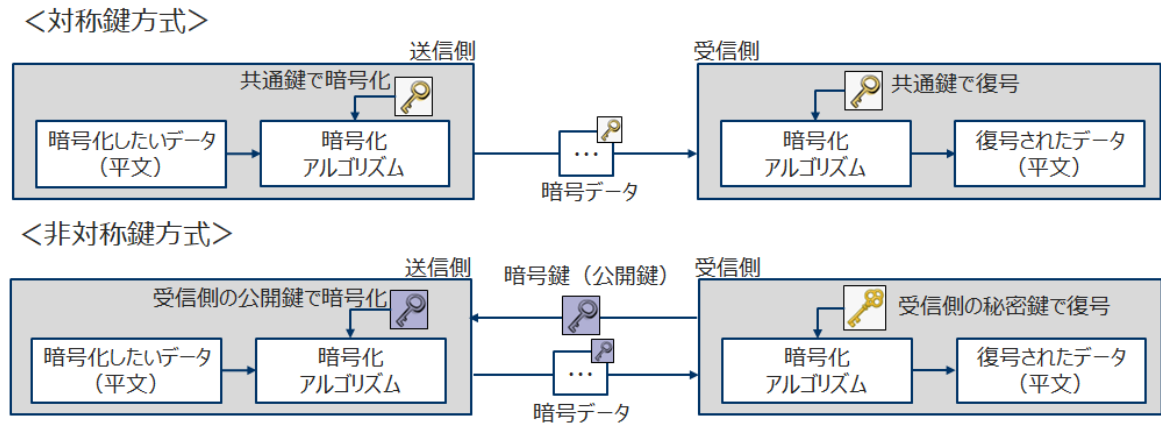 ＜対称鍵方式＞
送信側
受信側
共通鍵で暗号化
共通鍵で復号
暗号化したいデータ
（平文）
暗号化
アルゴリズム
…
暗号データ
暗号化
アルゴリズム
復号されたデータ
（平文）
＜非対称鍵方式＞
送信側
暗号鍵（公開鍵）
受信側
受信側の公開鍵で暗号化
受信側の秘密鍵で復号
暗号化したいデータ
（平文）
暗号化
アルゴリズム
…
暗号データ
暗号化
アルゴリズム
復号されたデータ
（平文）